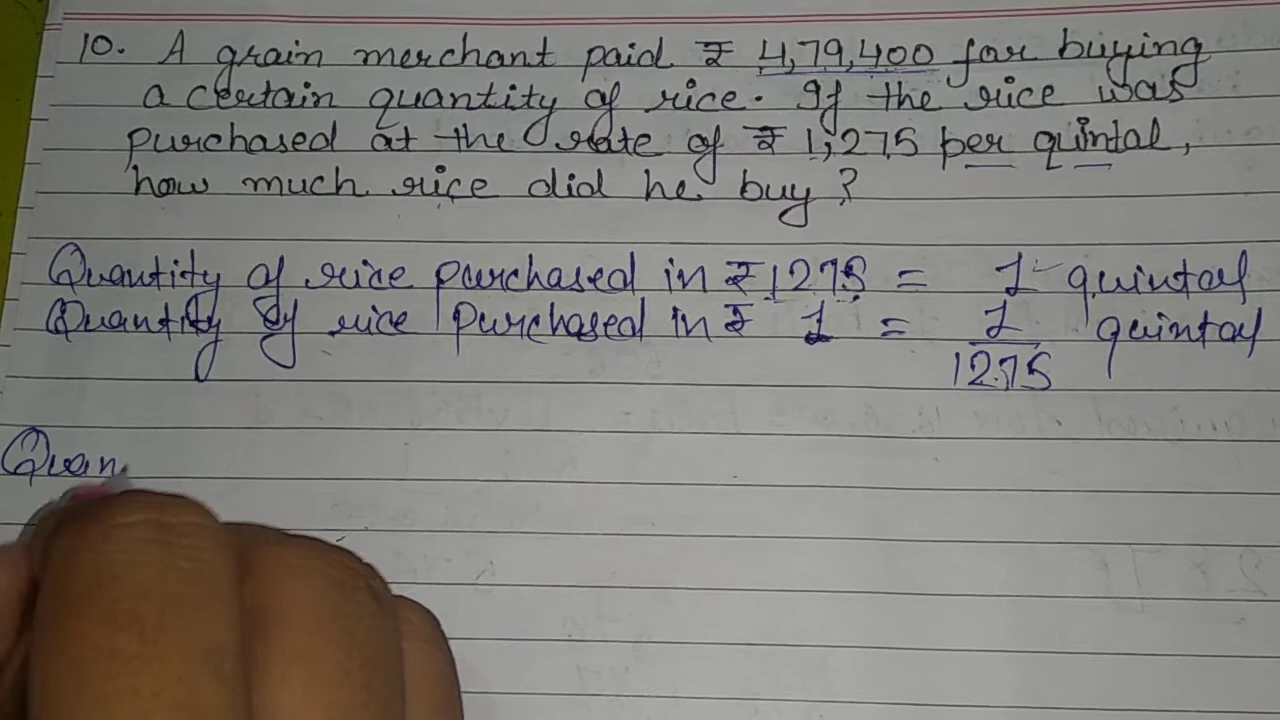 10. A grain merchant paid ₹ 4,79,400 for buying
a certain quantity of rice. If the rice was
purchased at the rate of ₹ 1,275 per quintal,
how much rice did he buy?
Quantity of rice purchased in ₹ 1275 = 1 quintal
Quantity of rice purchased in ₹ 1 = 1 quintal
1275
Quan